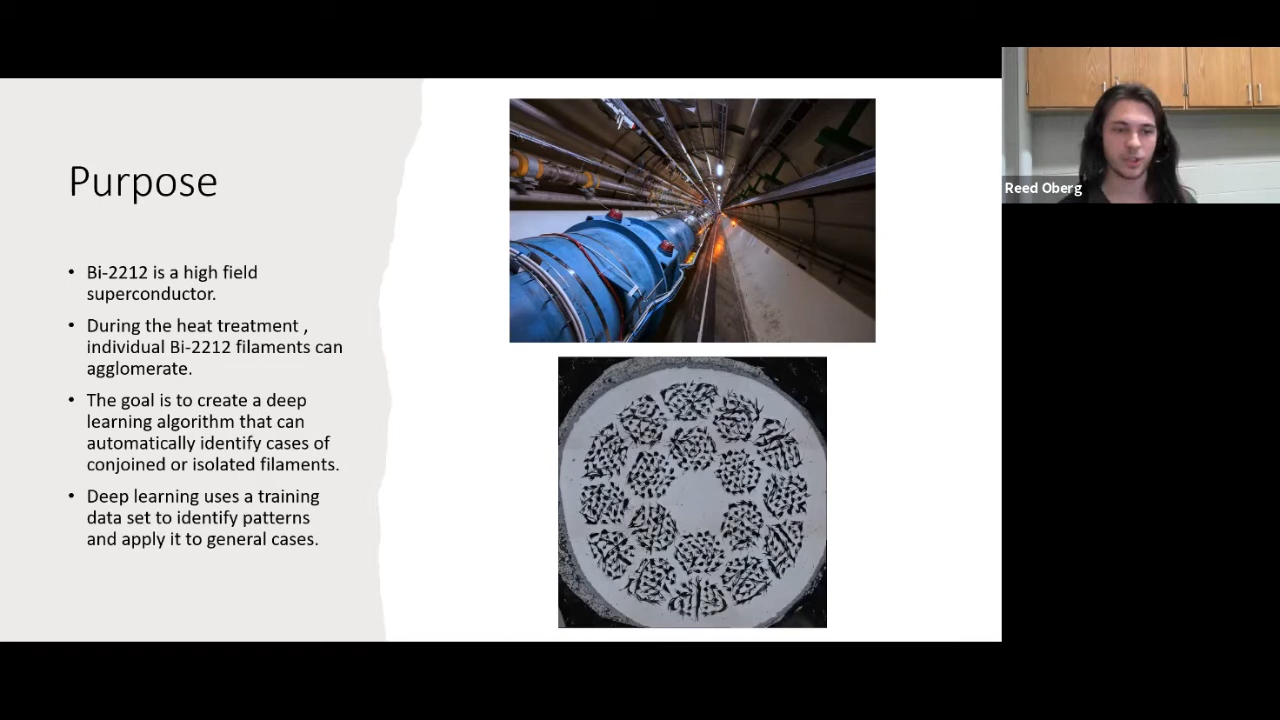 Purpose
• Bi-2212 is a high field
superconductor.
• During the heat treatment ,
individual Bi-2212 filaments can
agglomerate.
• The goal is to create a deep
learning algorithm that can
automatically identify cases of
conjoined or isolated filaments.
• Deep learning uses a training
data set to identify patterns
and apply it to general cases.
Reed Oberg